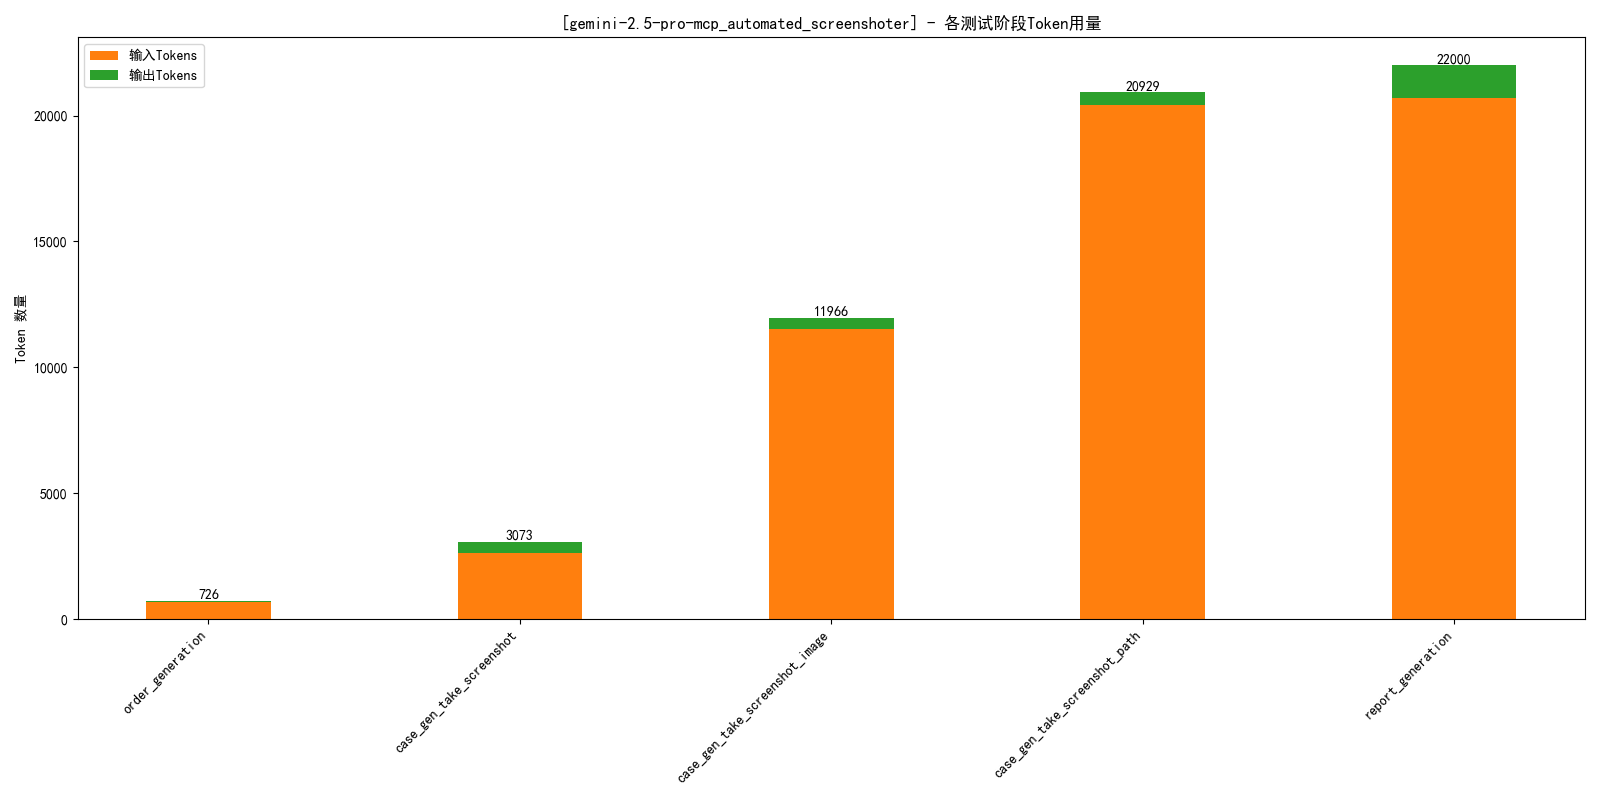 [gemini-2.5-pro-mcp_automated_screenshoter] - 各测试阶段Token用量
输入Tokens
输出Tokens
Token 数量
20000
15000
10000
5000
0
726
3073
11966
20929
22000
order_generation
case_gen_take_screenshot
case_gen_take_screenshot_image
case_gen_take_screenshot_path
report_generation